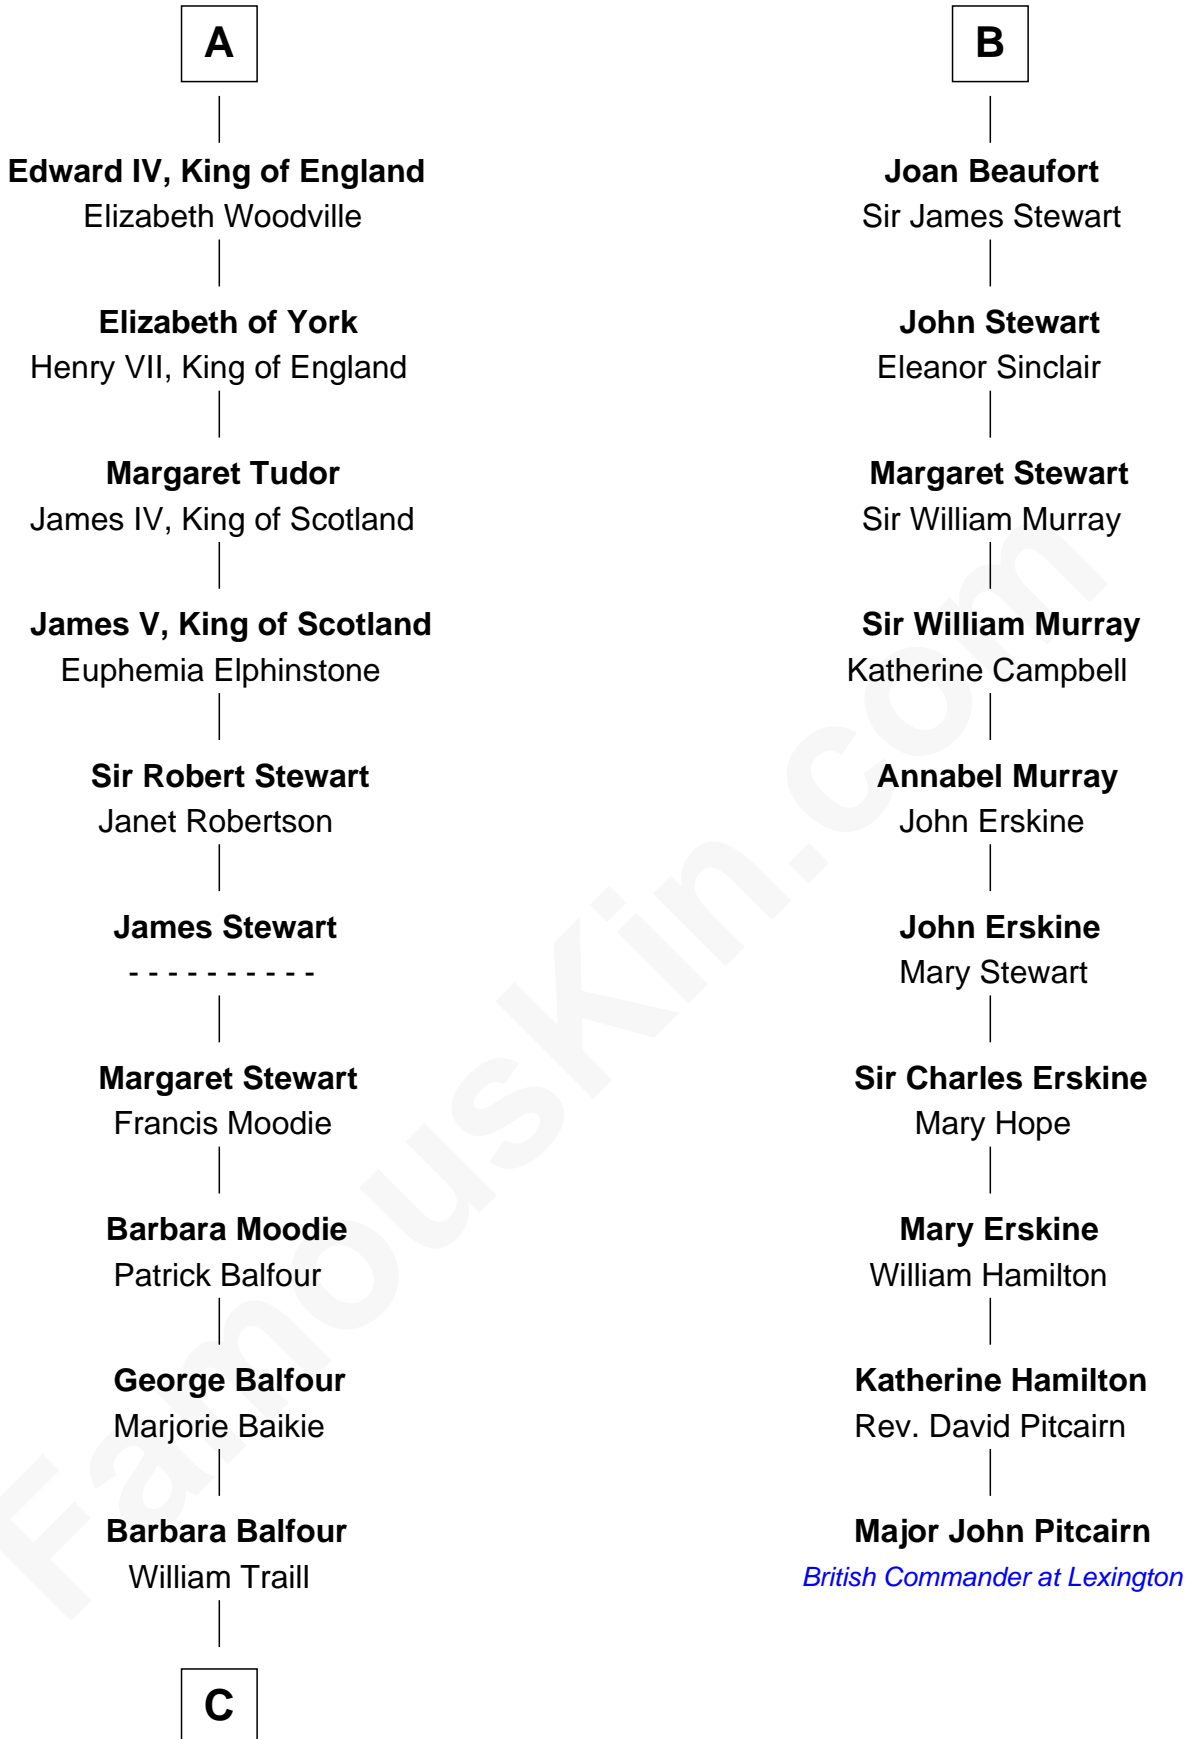 A
Edward IV, King of England
Elizabeth Woodville
Elizabeth of York
Henry VII, King of England
Margaret Tudor
James IV, King of Scotland
James V, King of Scotland
Euphemia Elphinstone
Sir Robert Stewart
Janet Robertson
James Stewart
- - - - - - - - - -
Margaret Stewart
Francis Moodie
Barbara Moodie
Patrick Balfour
George Balfour
Marjorie Baikie
Barbara Balfour
William Traill
C
B
Joan Beaufort
Sir James Stewart
John Stewart
Eleanor Sinclair
Margaret Stewart
Sir William Murray
Sir William Murray
Katherine Campbell
Annabel Murray
John Erskine
John Erskine
Mary Stewart
Sir Charles Erskine
Mary Hope
Mary Erskine
William Hamilton
Katherine Hamilton
Rev. David Pitcairn
Major John Pitcairn
British Commander at Lexington
FamousKin.com